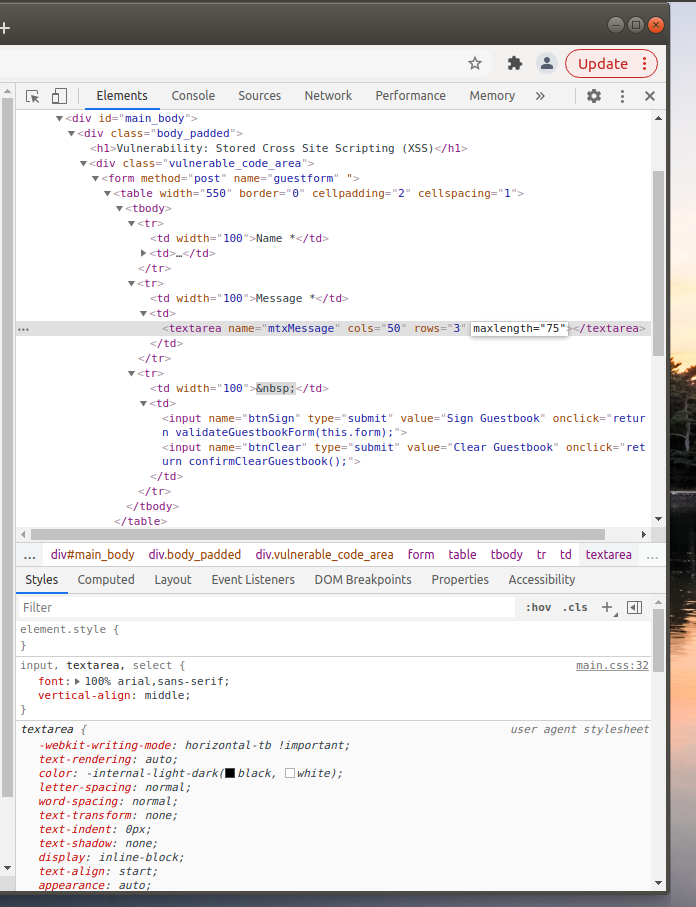 Update
Elements Console Sources Network Performance Memory »
<div id="main_body">
<div class="body_padded">
<h1>Vulnerability: Stored Cross Site Scripting (XSS)</h1>
<div class="vulnerable_code_area">
<form method="post" name="guestform" ">
<table width="550" border="0" cellpadding="2" cellspacing="1">
<tbody>
<tr>
<td width="100">Name *</td>
<td>…</td>
</tr>
<tr>
<td width="100">Message *</td>
<td>
… <textarea name="mtxMessage" cols="50" rows="3" maxlength="75"></textarea>
</td>
</tr>
<tr>
<td width="100">&nbsp;</td>
<td>
<input name="btnSign" type="submit" value="Sign Guestbook" onclick="retur
n validateGuestbookForm(this.form);">
<input name="btnClear" type="submit" value="Clear Guestbook" onclick="ret
urn confirmClearGuestbook();">
</td>
</tr>
</tbody>
</table>
… div#main_body div.body_padded div.vulnerable_code_area form table tbody tr td textarea …
Styles Computed Layout Event Listeners DOM Breakpoints Properties Accessibility
Filter :hov .cls +
element.style {
}
input, textarea, select { main.css:32
font: 100% arial,sans-serif;
vertical-align: middle;
}
textarea { user agent stylesheet
-webkit-writing-mode: horizontal-tb !important;
text-rendering: auto;
color: -internal-light-dark(black, white);
letter-spacing: normal;
word-spacing: normal;
text-transform: none;
text-indent: 0px;
text-shadow: none;
display: inline-block;
text-align: start;
appearance: auto;